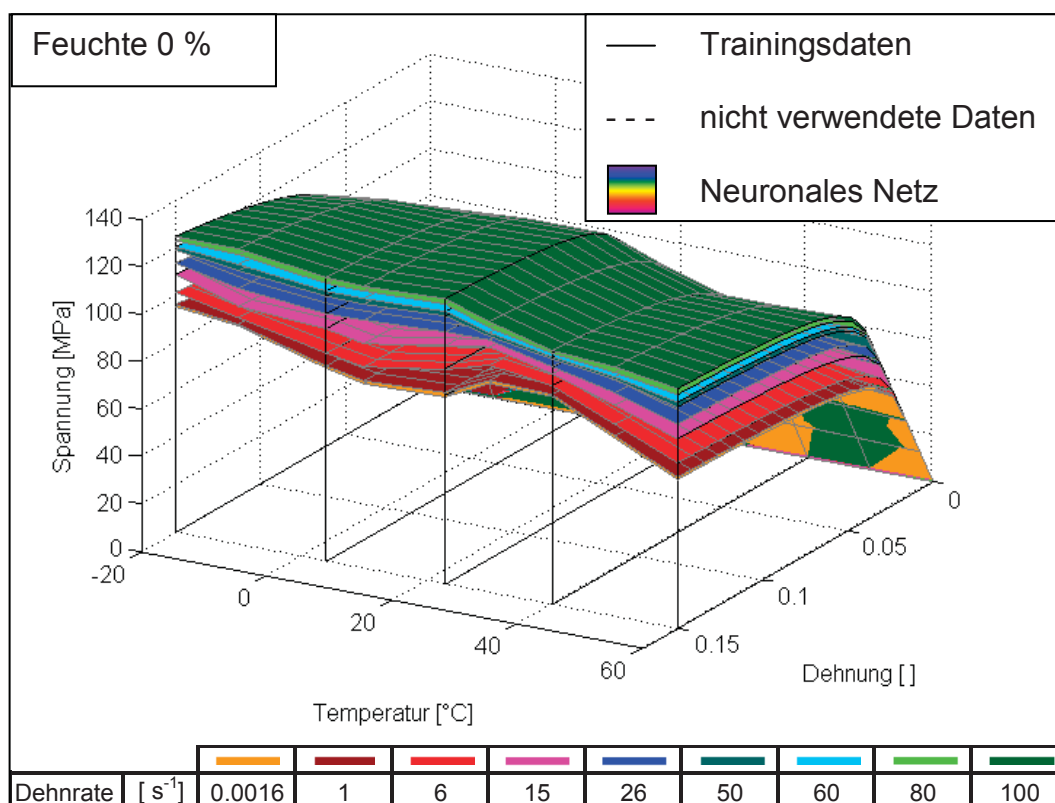 Feuchte 0 %
Trainingsdaten
nicht verwendete Daten
Neuronales Netz
Spannung [MPa]
140
120
100
80
60
40
20
0
-20
0
20
40
60
Temperatur [°C]
0
0.05
0.1
0.15
Dehnung [ ]
Dehnrate [ s⁻¹] 0.0016 1 6 15 26 50 60 80 100